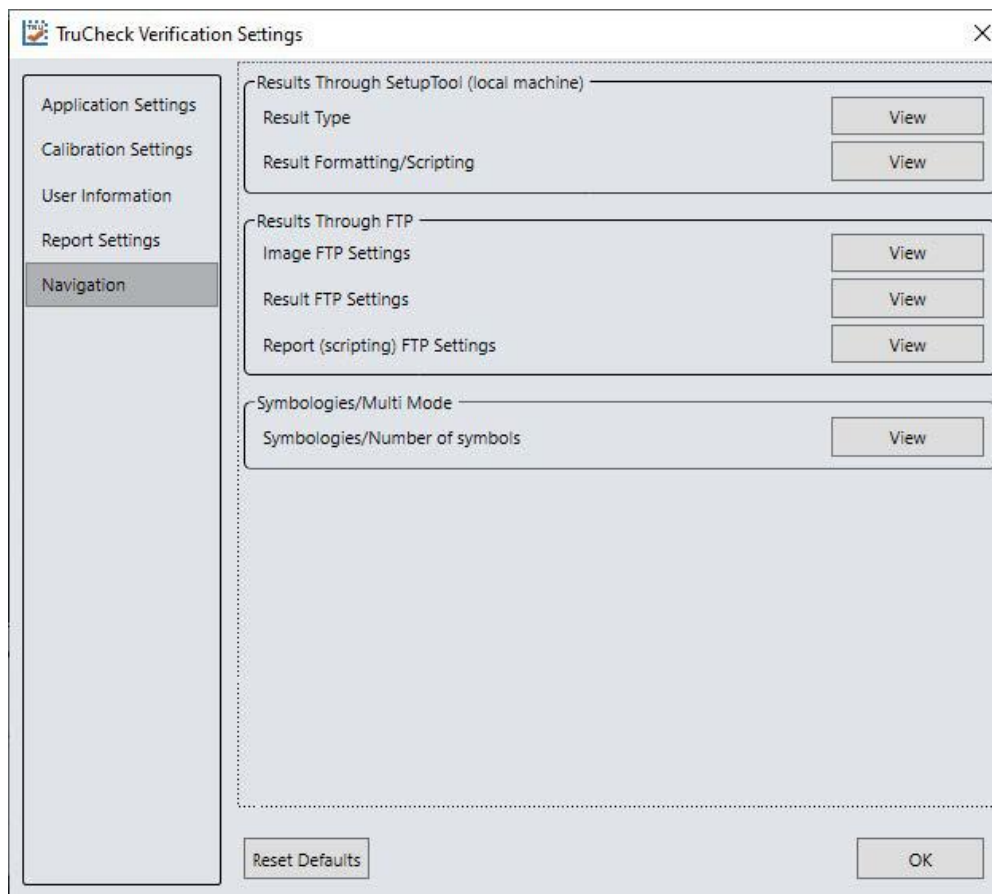 TruCheck Verification Settings
Application Settings
Calibration Settings
User Information
Report Settings
Navigation
Results Through SetupTool (local machine)
Result Type View
Result Formatting/Scripting View
Results Through FTP
Image FTP Settings View
Result FTP Settings View
Report (scripting) FTP Settings View
Symbologies/Multi Mode
Symbologies/Number of symbols View
Reset Defaults OK